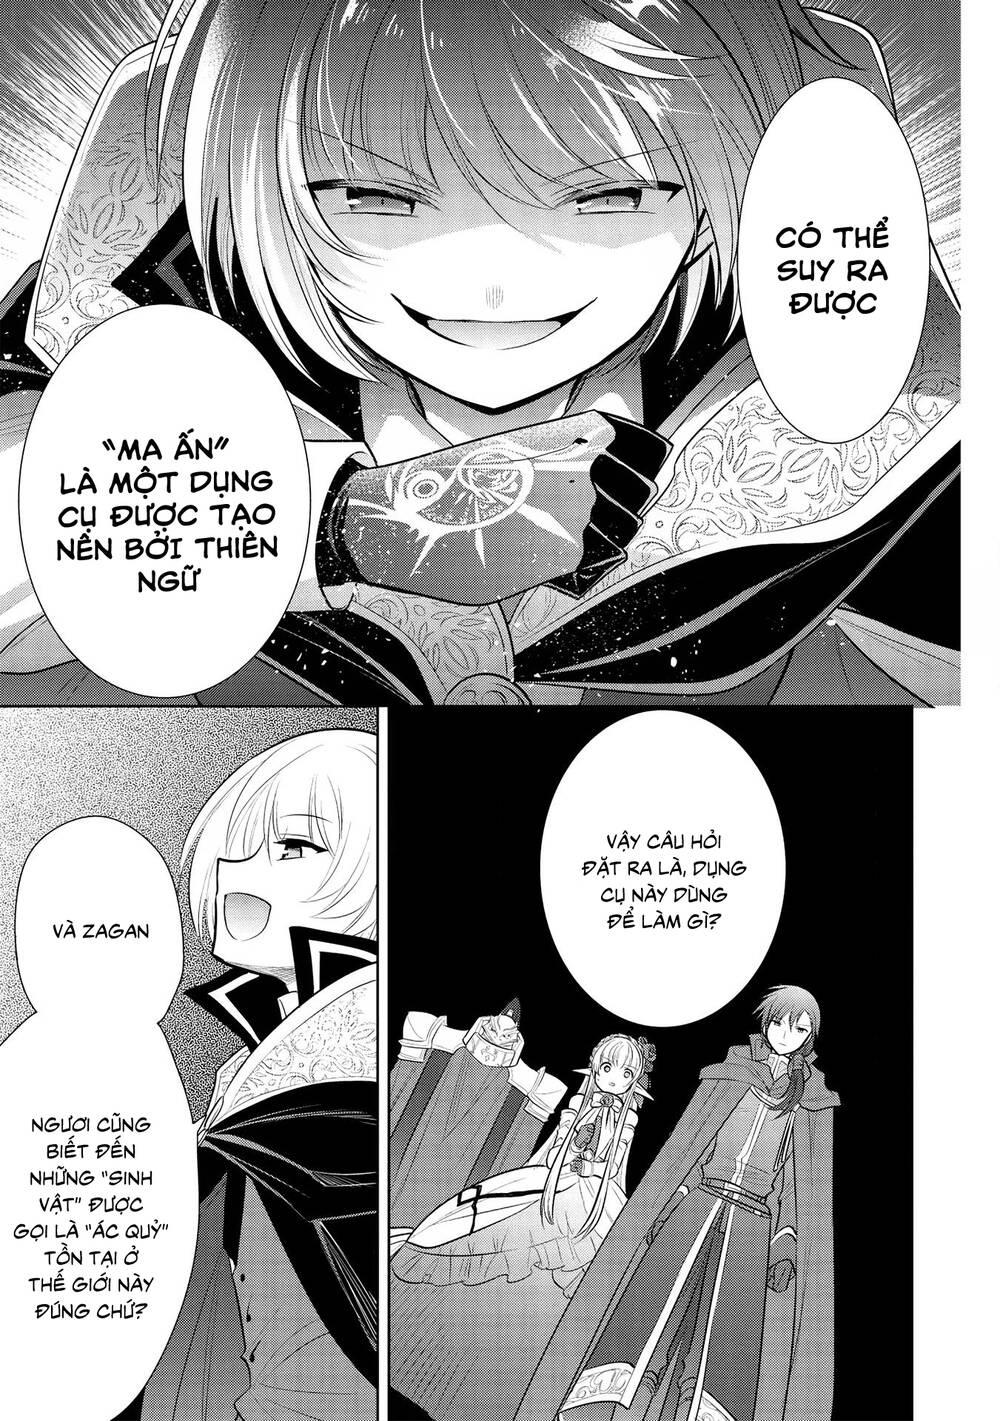 CÓ THỂ
SUY RA
ĐƯỢC
"MA ẤN"
LÀ MỘT DỤNG
CỤ ĐƯỢC TẠO
NÊN BỞI THIÊN
NGỮ
VẬY CÂU HỎI
ĐẶT RA LÀ, DỤNG
CỤ NÀY DÙNG
ĐỂ LÀM GÌ?
VÀ ZAGAN
NGƯƠI CŨNG
BIẾT ĐẾN
NHỮNG "SINH
VẬT" ĐƯỢC
GỌI LÀ "ÁC QUỶ"
TỒN TẠI Ở
THẾ GIỚI NÀY
ĐÚNG CHỨ?